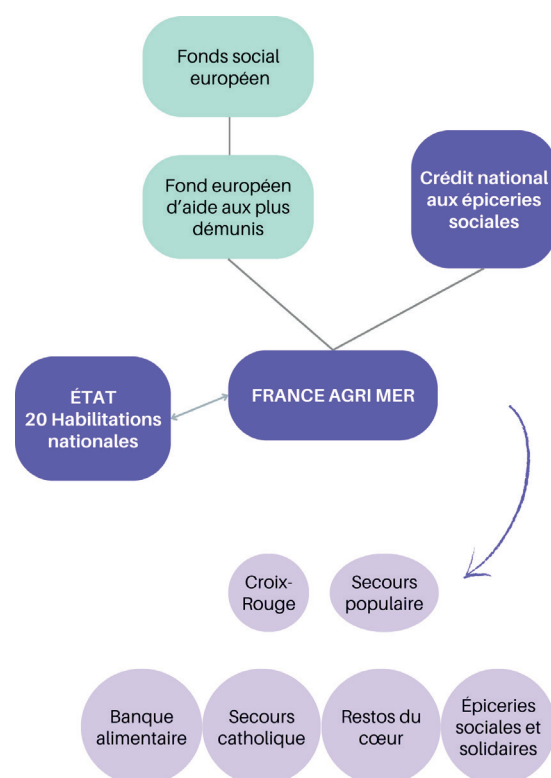 Fonds social
européen
Fond européen
d'aide aux plus
démunis
Crédit national
aux épiceries
sociales
ÉTAT
20 Habilitations
nationales
FRANCE AGRI MER
Croix-
Rouge
Secours
populaire
Banque
alimentaire
Secours
catholique
Restos du
cœur
Épiceries
sociales et
solidaires